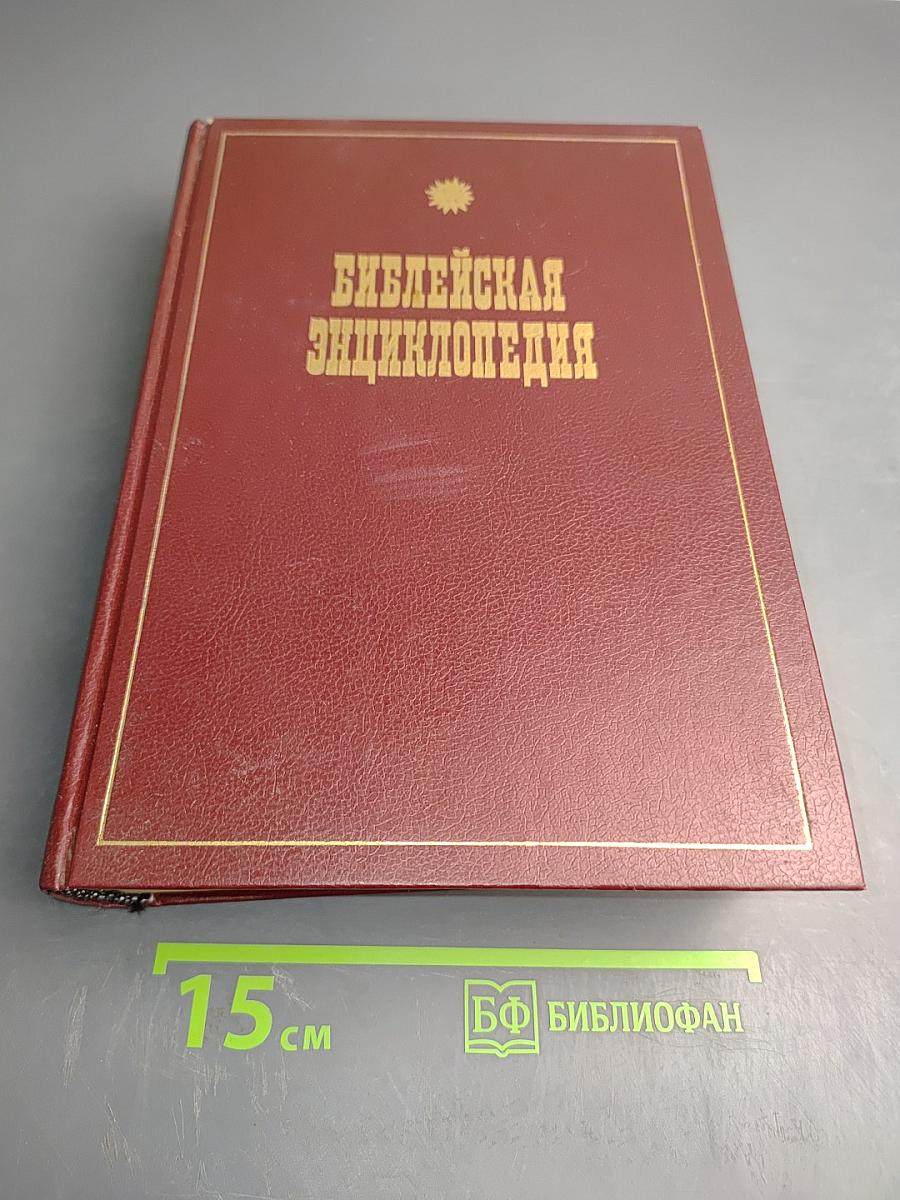 БИБЛЕЙСКАЯ
ЭНЦИКЛОПЕДИЯ
15 см
БФ БИБЛИОФАН